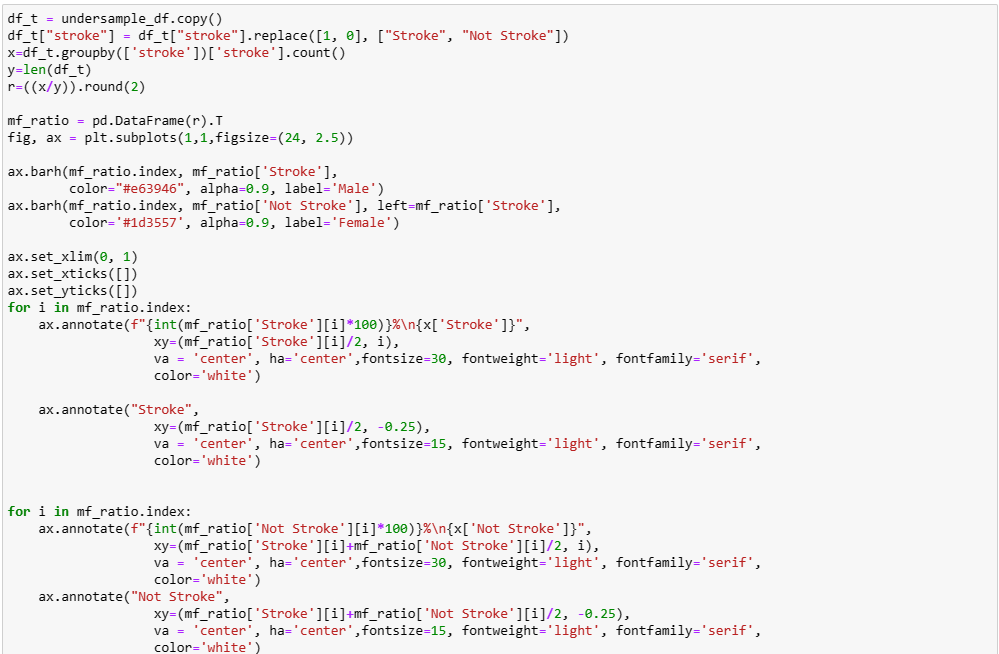 df_t = undersample_df.copy()
df_t["stroke"] = df_t["stroke"].replace([1, 0], ["Stroke", "Not Stroke"])
x=df_t.groupby(['stroke'])['stroke'].count()
y=len(df_t)
r=((x/y)).round(2)

mf_ratio = pd.DataFrame(r).T
fig, ax = plt.subplots(1,1,figsize=(24, 2.5))

ax.barh(mf_ratio.index, mf_ratio['Stroke'],
        color="#e63946", alpha=0.9, label='Male')
ax.barh(mf_ratio.index, mf_ratio['Not Stroke'], left=mf_ratio['Stroke'],
        color='#1d3557', alpha=0.9, label='Female')

ax.set_xlim(0, 1)
ax.set_xticks([])
ax.set_yticks([])
for i in mf_ratio.index:
    ax.annotate(f"{int(mf_ratio['Stroke'][i]*100)}%\n{x['Stroke']}",
                   xy=(mf_ratio['Stroke'][i]/2, i),
                   va = 'center', ha='center',fontsize=30, fontweight='light', fontfamily='serif',
                   color='white')

    ax.annotate("Stroke",
                   xy=(mf_ratio['Stroke'][i]/2, -0.25),
                   va = 'center', ha='center',fontsize=15, fontweight='light', fontfamily='serif',
                   color='white')


for i in mf_ratio.index:
    ax.annotate(f"{int(mf_ratio['Not Stroke'][i]*100)}%\n{x['Not Stroke']}",
                   xy=(mf_ratio['Stroke'][i]+mf_ratio['Not Stroke'][i]/2, i),
                   va = 'center', ha='center',fontsize=30, fontweight='light', fontfamily='serif',
                   color='white')
    ax.annotate("Not Stroke",
                   xy=(mf_ratio['Stroke'][i]+mf_ratio['Not Stroke'][i]/2, -0.25),
                   va = 'center', ha='center',fontsize=15, fontweight='light', fontfamily='serif',
                   color='white')